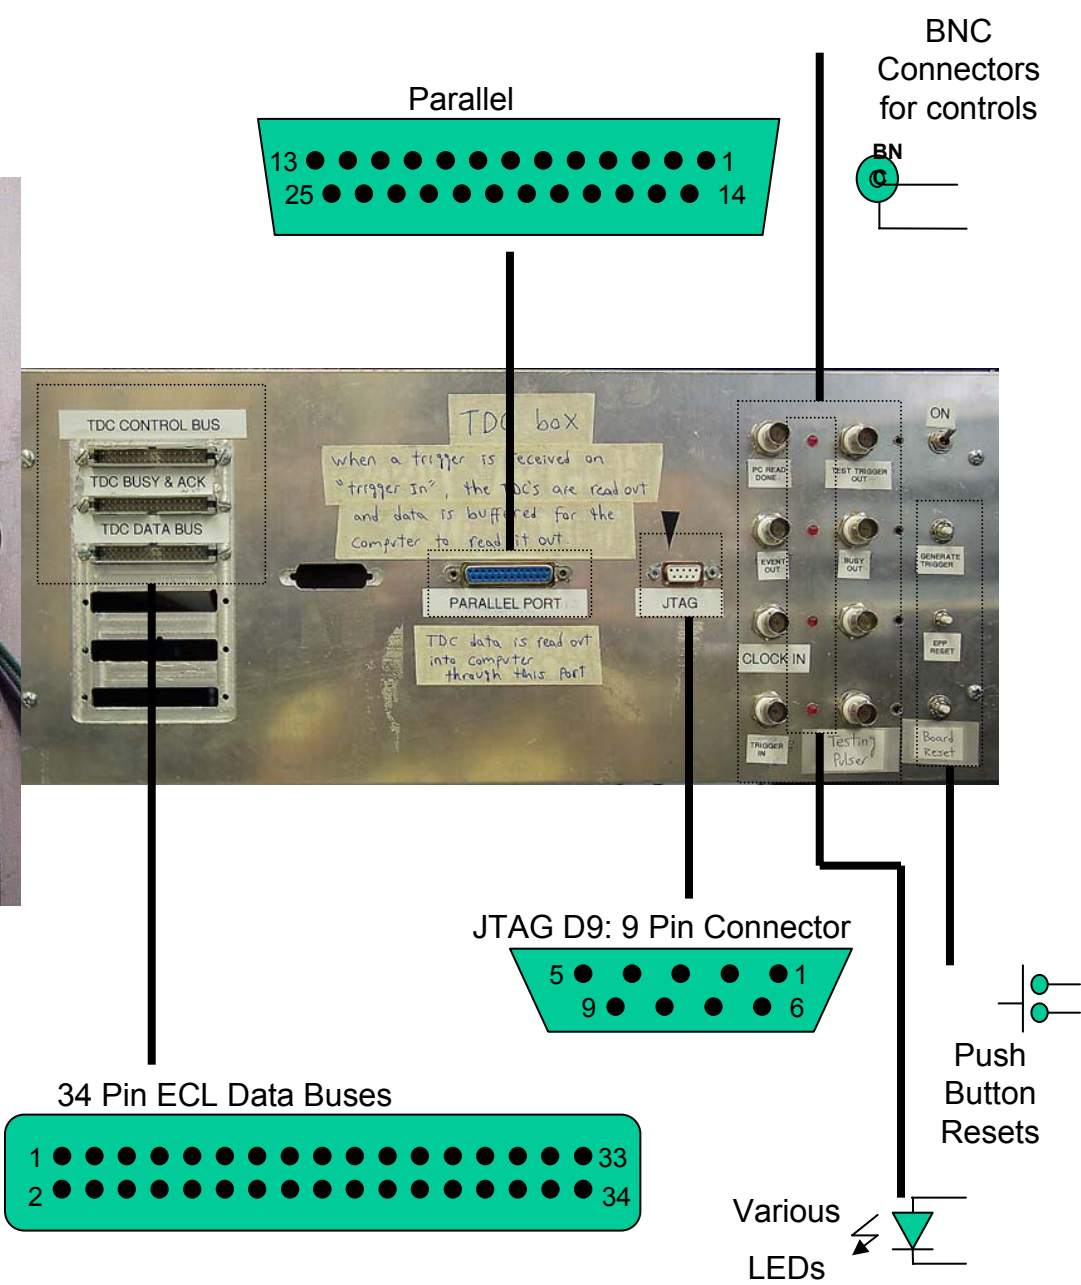 BNC
Connectors
for controls
BN
C
Parallel
13 1
25 14
TDC CONTROL BUS
TDC BUSY & ACK
TDC DATA BUS
TDC box
when a trigger is received on
"trigger In", the TDC's are read out
and data is buffered for the
computer to read it out
PARALLEL PORT
TDC data is read out
into computer
through this Port
JTAG
PC READ
DONE
TEST TRIGGER
OUT
EVENT
OUT
BUSY
OUT
CLOCK IN
TRIGGER
IN
Testing
Pulser
ON
GENERATE
TRIGGER
EPP
RESET
Board
Reset
JTAG D9: 9 Pin Connector
5 1
9 6
34 Pin ECL Data Buses
1 33
2 34
Push
Button
Resets
Various
LEDs